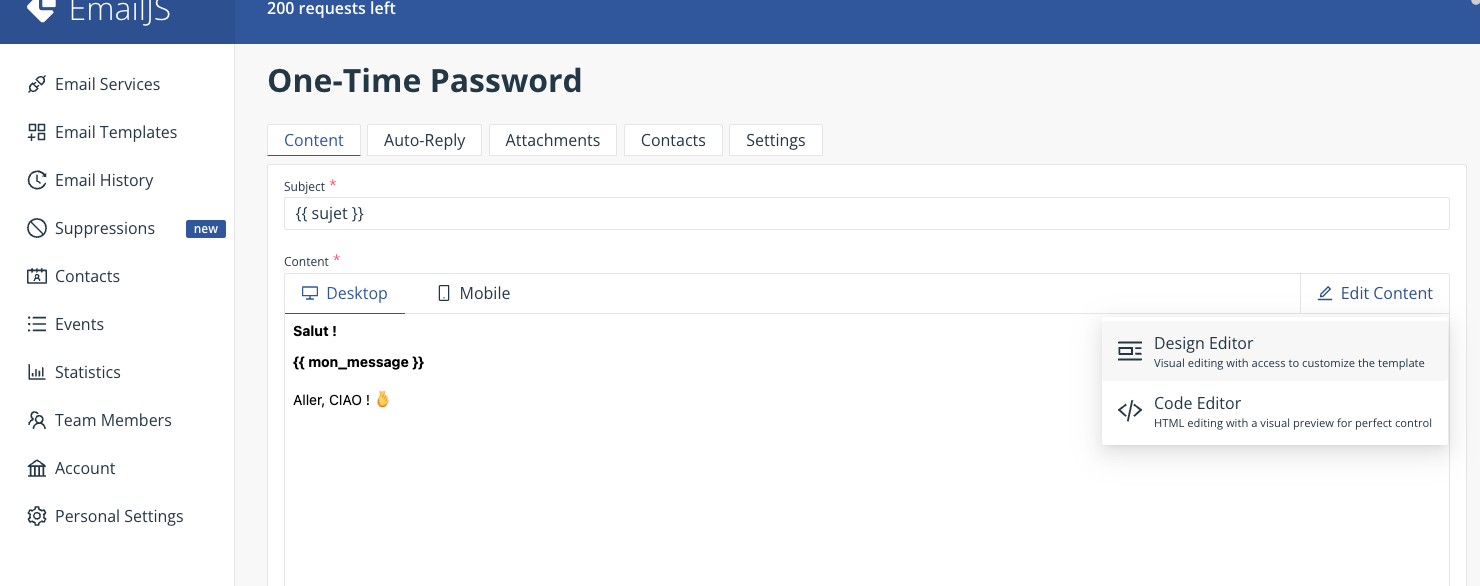 EmailJS
200 requests left
Email Services
Email Templates
Email History
Suppressions new
Contacts
Events
Statistics
Team Members
Account
Personal Settings
One-Time Password
Content Auto-Reply Attachments Contacts Settings
Subject *
{{ sujet }}
Content *
Desktop Mobile Edit Content
Salut !
{{ mon_message }}
Aller, CIAO ! 🫰
Design Editor
Visual editing with access to customize the template
Code Editor
HTML editing with a visual preview for perfect control